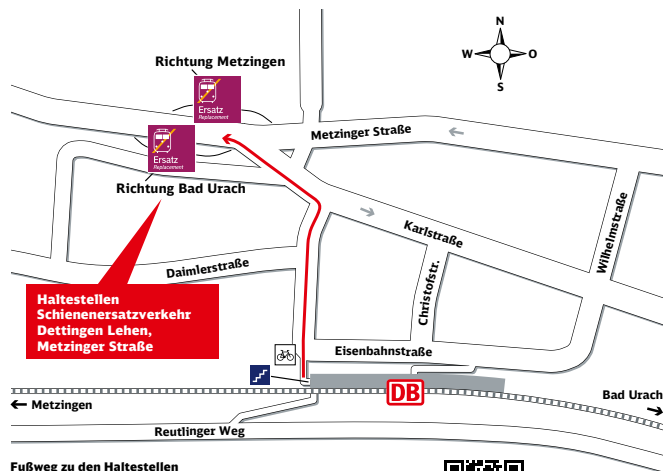 N
W
O
S
Richtung Metzingen
Ersatz
Replacement
Metzinger Straße
Ersatz
Replacement
Richtung Bad Urach
Karlstraße
Wilhelmstraße
Daimlerstraße
Christofstr.
Haltestellen
Schienenersatzverkehr
Dettingen Lehen,
Metzinger Straße
Eisenbahnstraße
DB
Metzingen
Bad Urach
Reutlinger Weg
Fußweg zu den Haltestellen